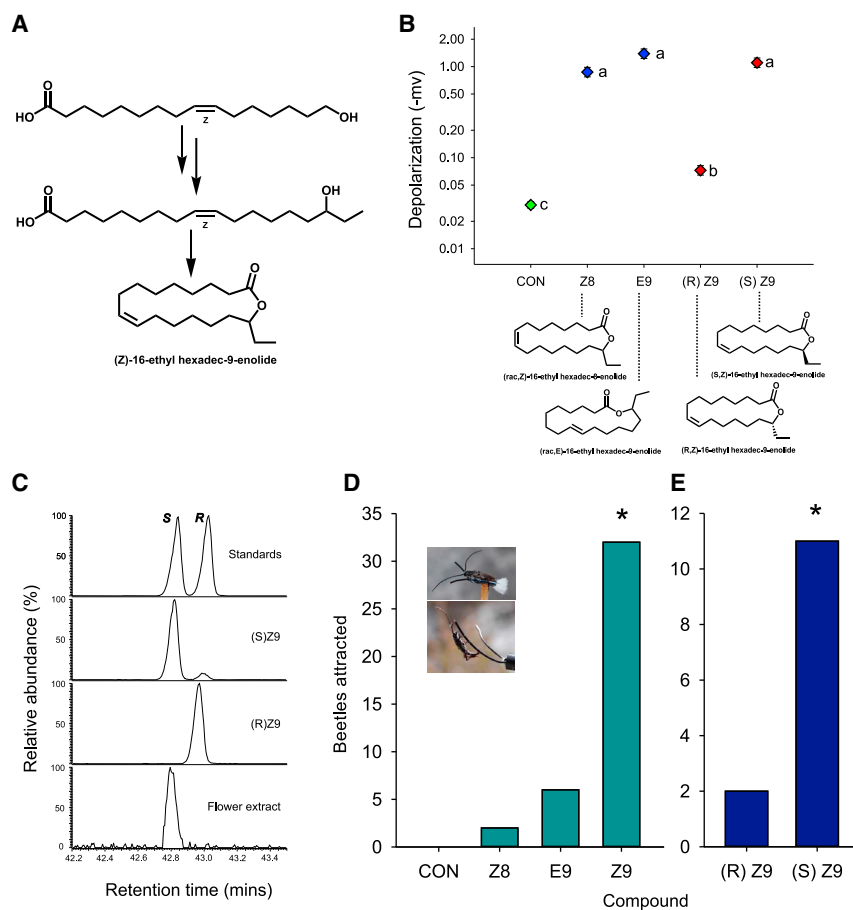 A
O
HO
Z
OH
OH
O
HO
Z
O
O
(Z)-16-ethyl hexadec-9-enolide
B
Depolarization (-mv)
2.00
1.00
0.50
0.20
0.10
0.05
0.02
0.01
a
a
a
b
c
CON Z8 E9 (R) Z9 (S) Z9
O
O
(rac,Z)-16-ethyl hexadec-8-enolide
O
O
(S,Z)-16-ethyl hexadec-9-enolide
O
O
(rac,E)-16-ethyl hexadec-9-enolide
O
O
(R,Z)-16-ethyl hexadec-9-enolide
C
Relative abundance (%)
S R
100
50
Standards
100
50
(S)Z9
100
50
(R)Z9
100
50
0
Flower extract
42.2 42.6 42.8 43.0 43.4
Retention time (mins)
D
Beetles attracted
35
30
25
20
15
10
5
0
*
CON Z8 E9 Z9
E
12
10
8
6
4
2
0
*
(R) Z9 (S) Z9
Compound